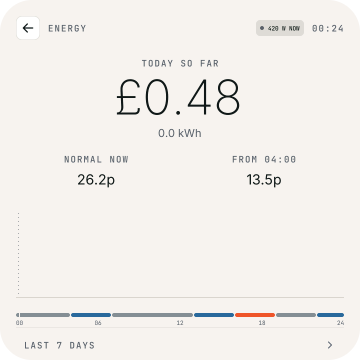 ENERGY
420 W NOW
00:24
TODAY SO FAR
£0.48
0.0 kWh
NORMAL NOW
FROM 04:00
26.2p
13.5p
00 06 12 18 24
LAST 7 DAYS